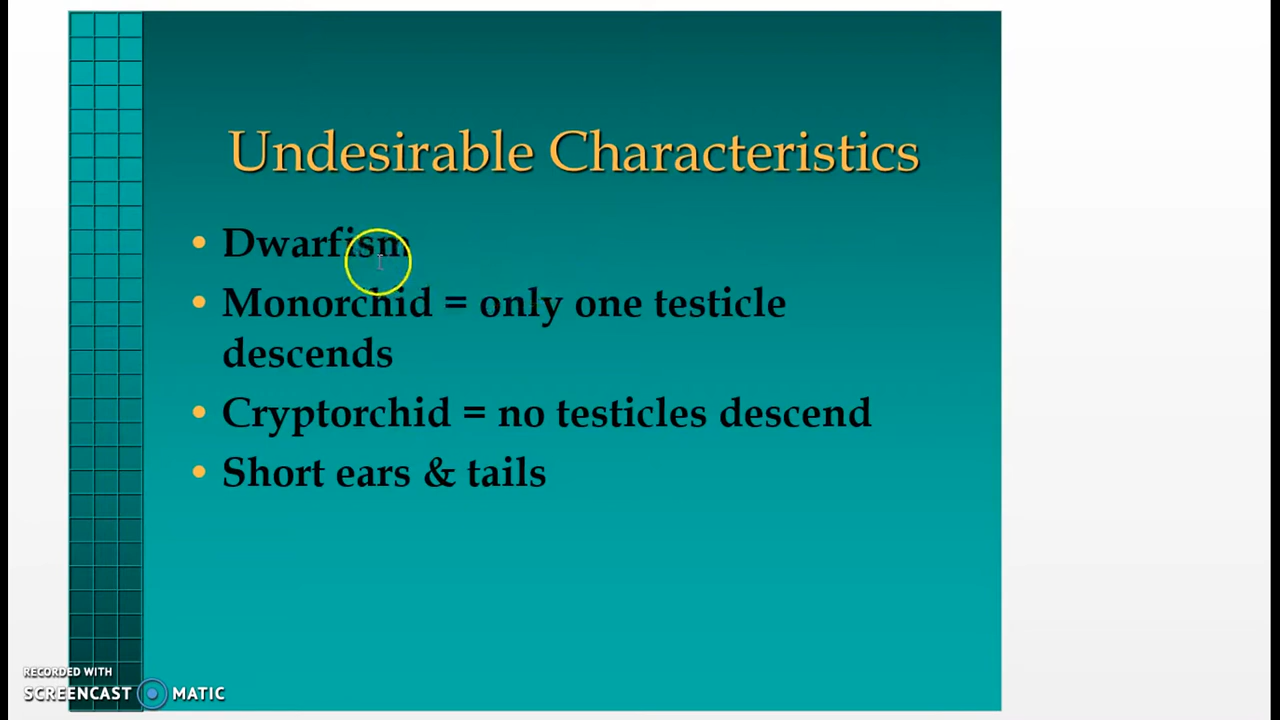 Undesirable Characteristics
• Dwarfism
• Monorchid = only one testicle
descends
• Cryptorchid = no testicles descend
• Short ears & tails
RECORDED WITH
SCREENCAST MATIC